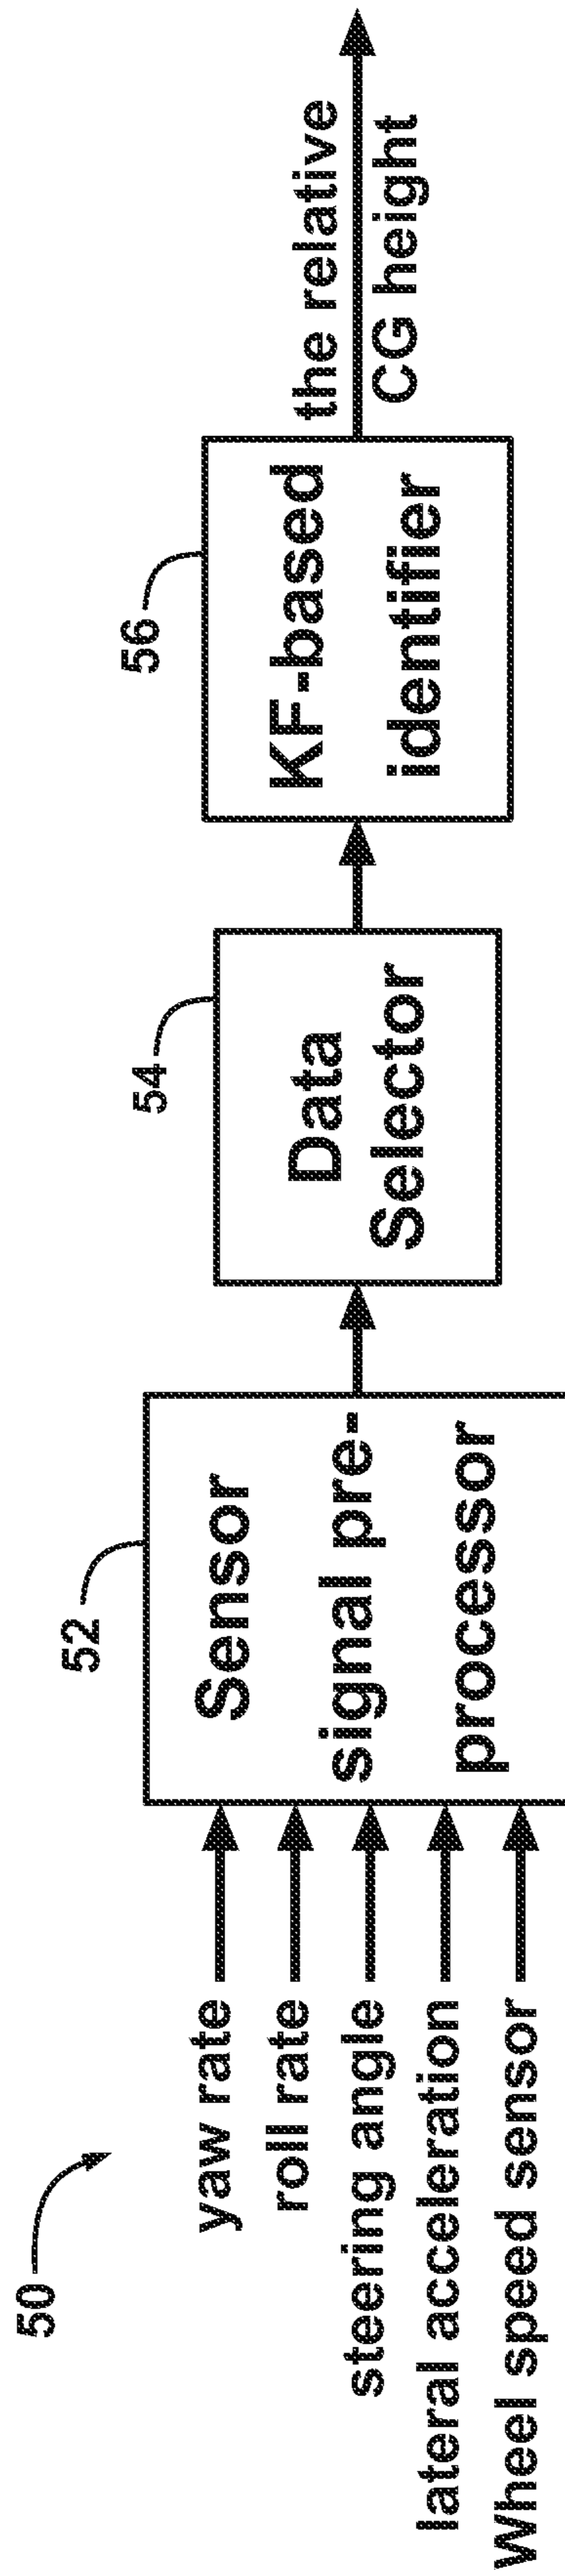 50
yaw rate
roll rate
steering angle
lateral acceleration
Wheel speed sensor
52
Sensor
signal pre-
processor
54
Data
Selector
56
KF-based
identifier
the relative
CG height